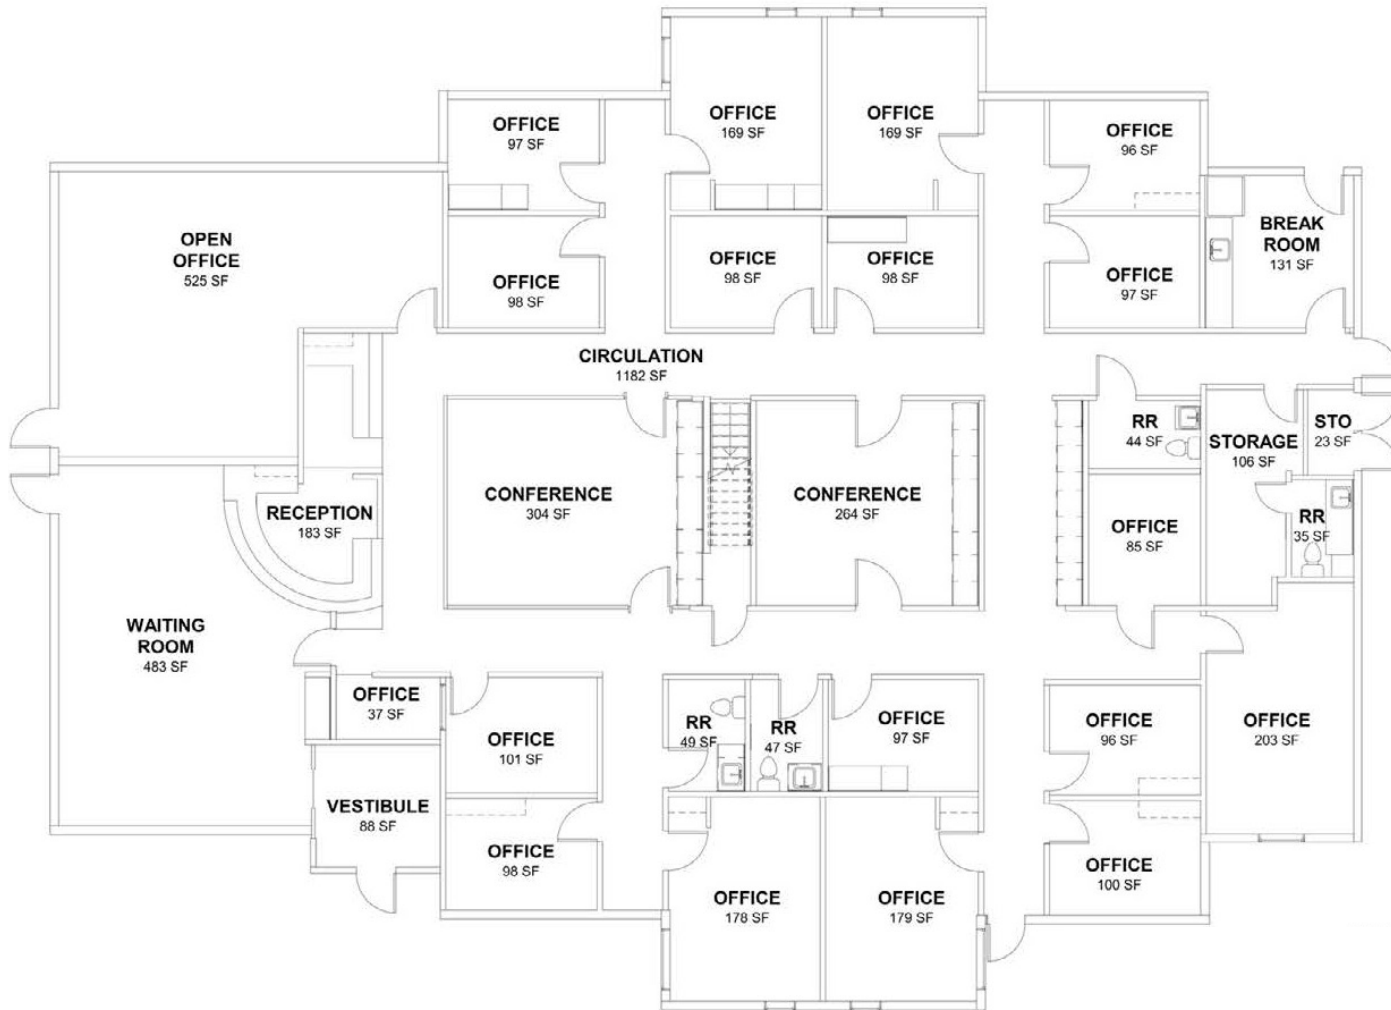 OFFICE
169 SF
OFFICE
169 SF
OFFICE
97 SF
OFFICE
96 SF
OPEN
OFFICE
525 SF
BREAK
ROOM
131 SF
OFFICE
98 SF
OFFICE
98 SF
OFFICE
98 SF
OFFICE
97 SF
CIRCULATION
1182 SF
RR
44 SF
STORAGE
106 SF
STO
23 SF
CONFERENCE
304 SF
CONFERENCE
264 SF
RECEPTION
183 SF
OFFICE
85 SF
RR
35 SF
WAITING
ROOM
483 SF
OFFICE
37 SF
OFFICE
101 SF
RR
49 SF
RR
47 SF
OFFICE
97 SF
OFFICE
96 SF
OFFICE
203 SF
VESTIBULE
88 SF
OFFICE
98 SF
OFFICE
178 SF
OFFICE
179 SF
OFFICE
100 SF